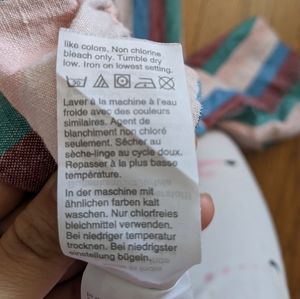 like colors. Non chlorine
bleach only. Tumble dry
low. Iron on lowest setting.
Laver à la machine à l'eau
froide avec des couleurs
similaires. Agent de
blanchiment non chloré
seulement. Sécher au
sèche-linge au cycle doux.
Repasser à la plus basse
température.
In der maschine mit
ähnlichen farben kalt
waschen. Nur chlorfreies
bleichmittel verwenden.
Bei niedriger temperatur
trocknen. Bei niedrigster
einstellung bügeln.